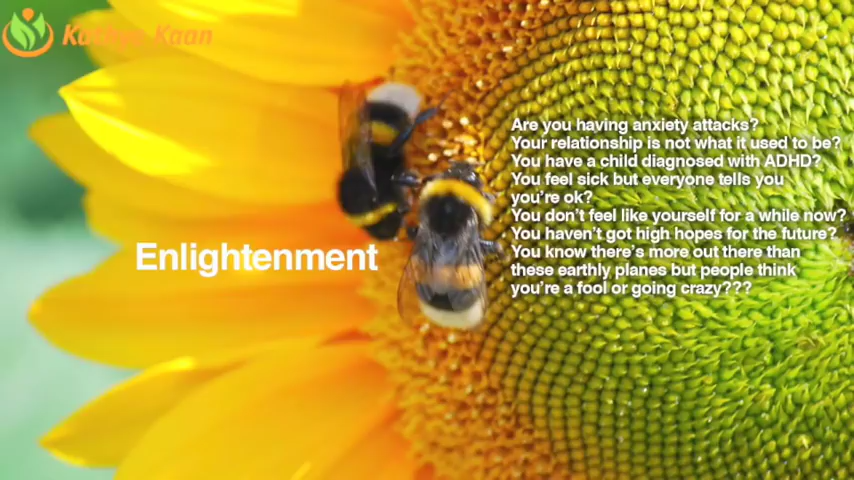 Kathya Kaan
Enlightenment
Are you having anxiety attacks?
Your relationship is not what it used to be?
You have a child diagnosed with ADHD?
You feel sick but everyone tells you
you're ok?
You don't feel like yourself for a while now?
You haven't got high hopes for the future?
You know there's more out there than
these earthly planes but people think
you're a fool or going crazy???